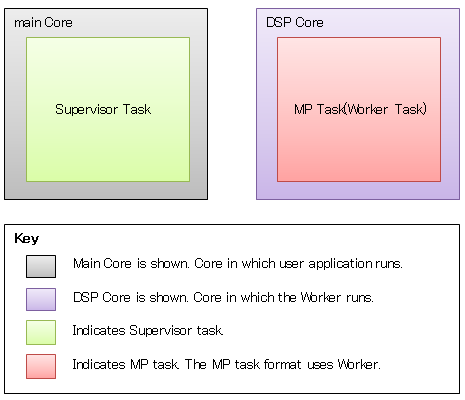 main Core
DSP Core
Supervisor Task
MP Task(Worker Task)
Key
Main Core is shown. Core in which user application runs.
DSP Core is shown. Core in which the Worker runs.
Indicates Supervisor task.
Indicates MP task. The MP task format uses Worker.